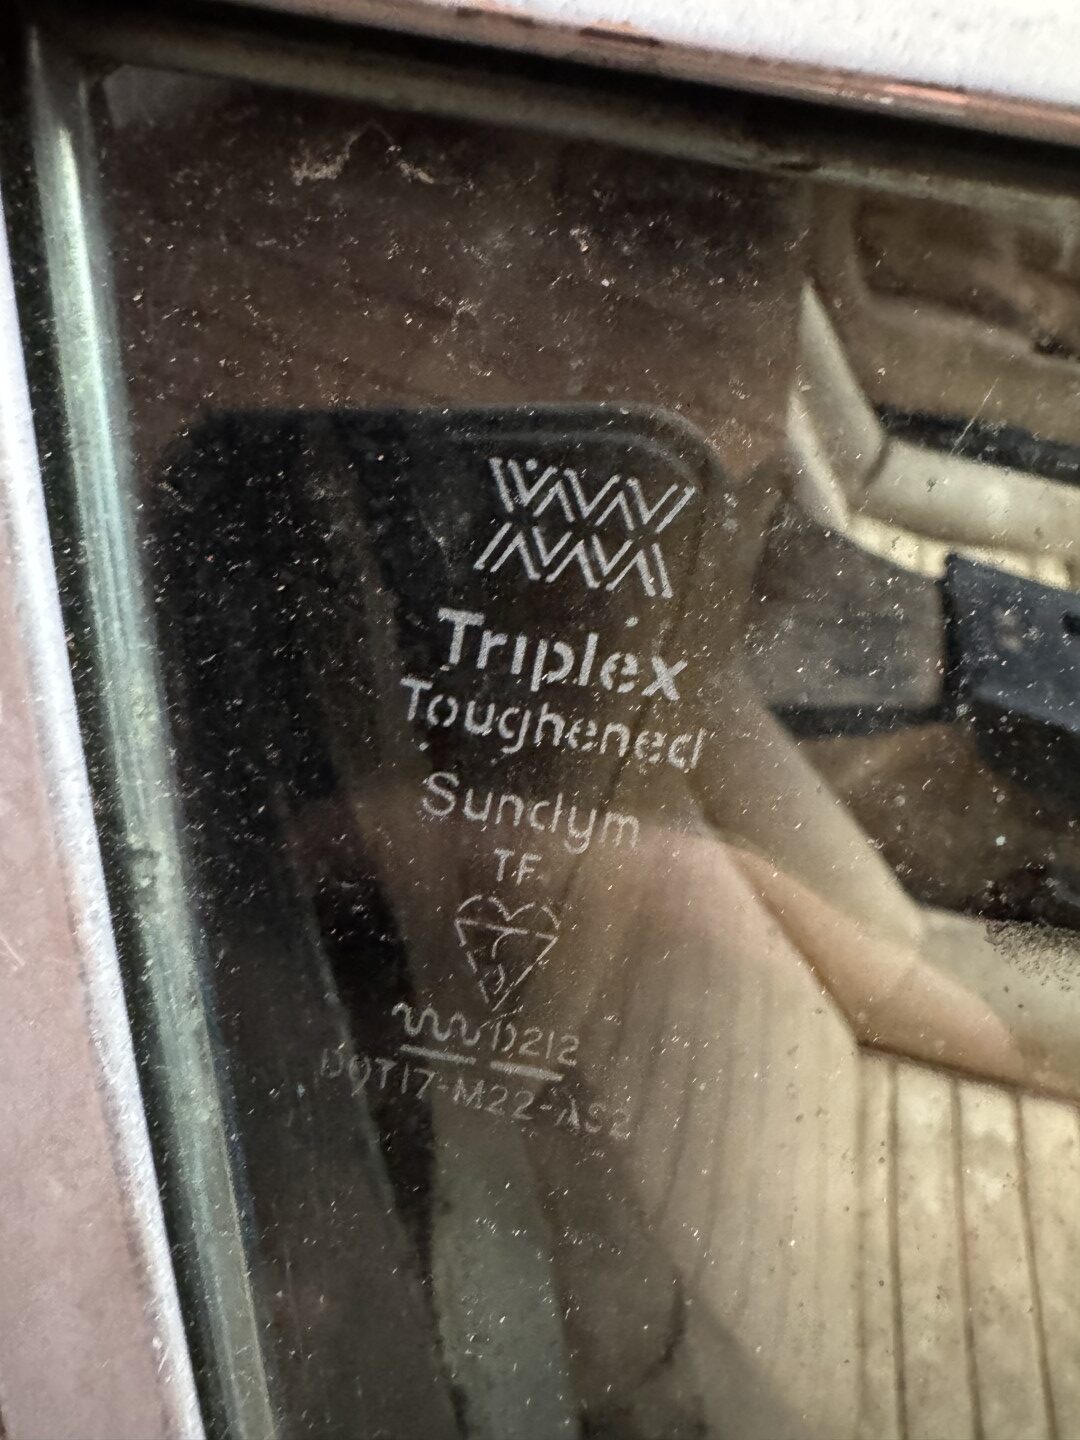 Triplex
Toughened
Sundym
TF
D212
DOT17-M22-AS2